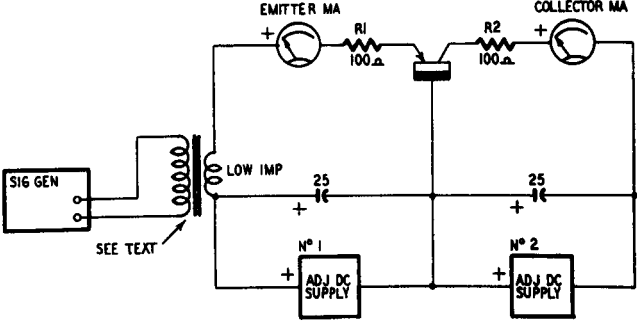 EMITTER MA
COLLECTOR MA
+
R1
100Ω
R2
100Ω
+
SIG GEN
LOW IMP
25
+
25
+
SEE TEXT
Nº 1
+
ADJ DC
SUPPLY
Nº 2
+
ADJ DC
SUPPLY